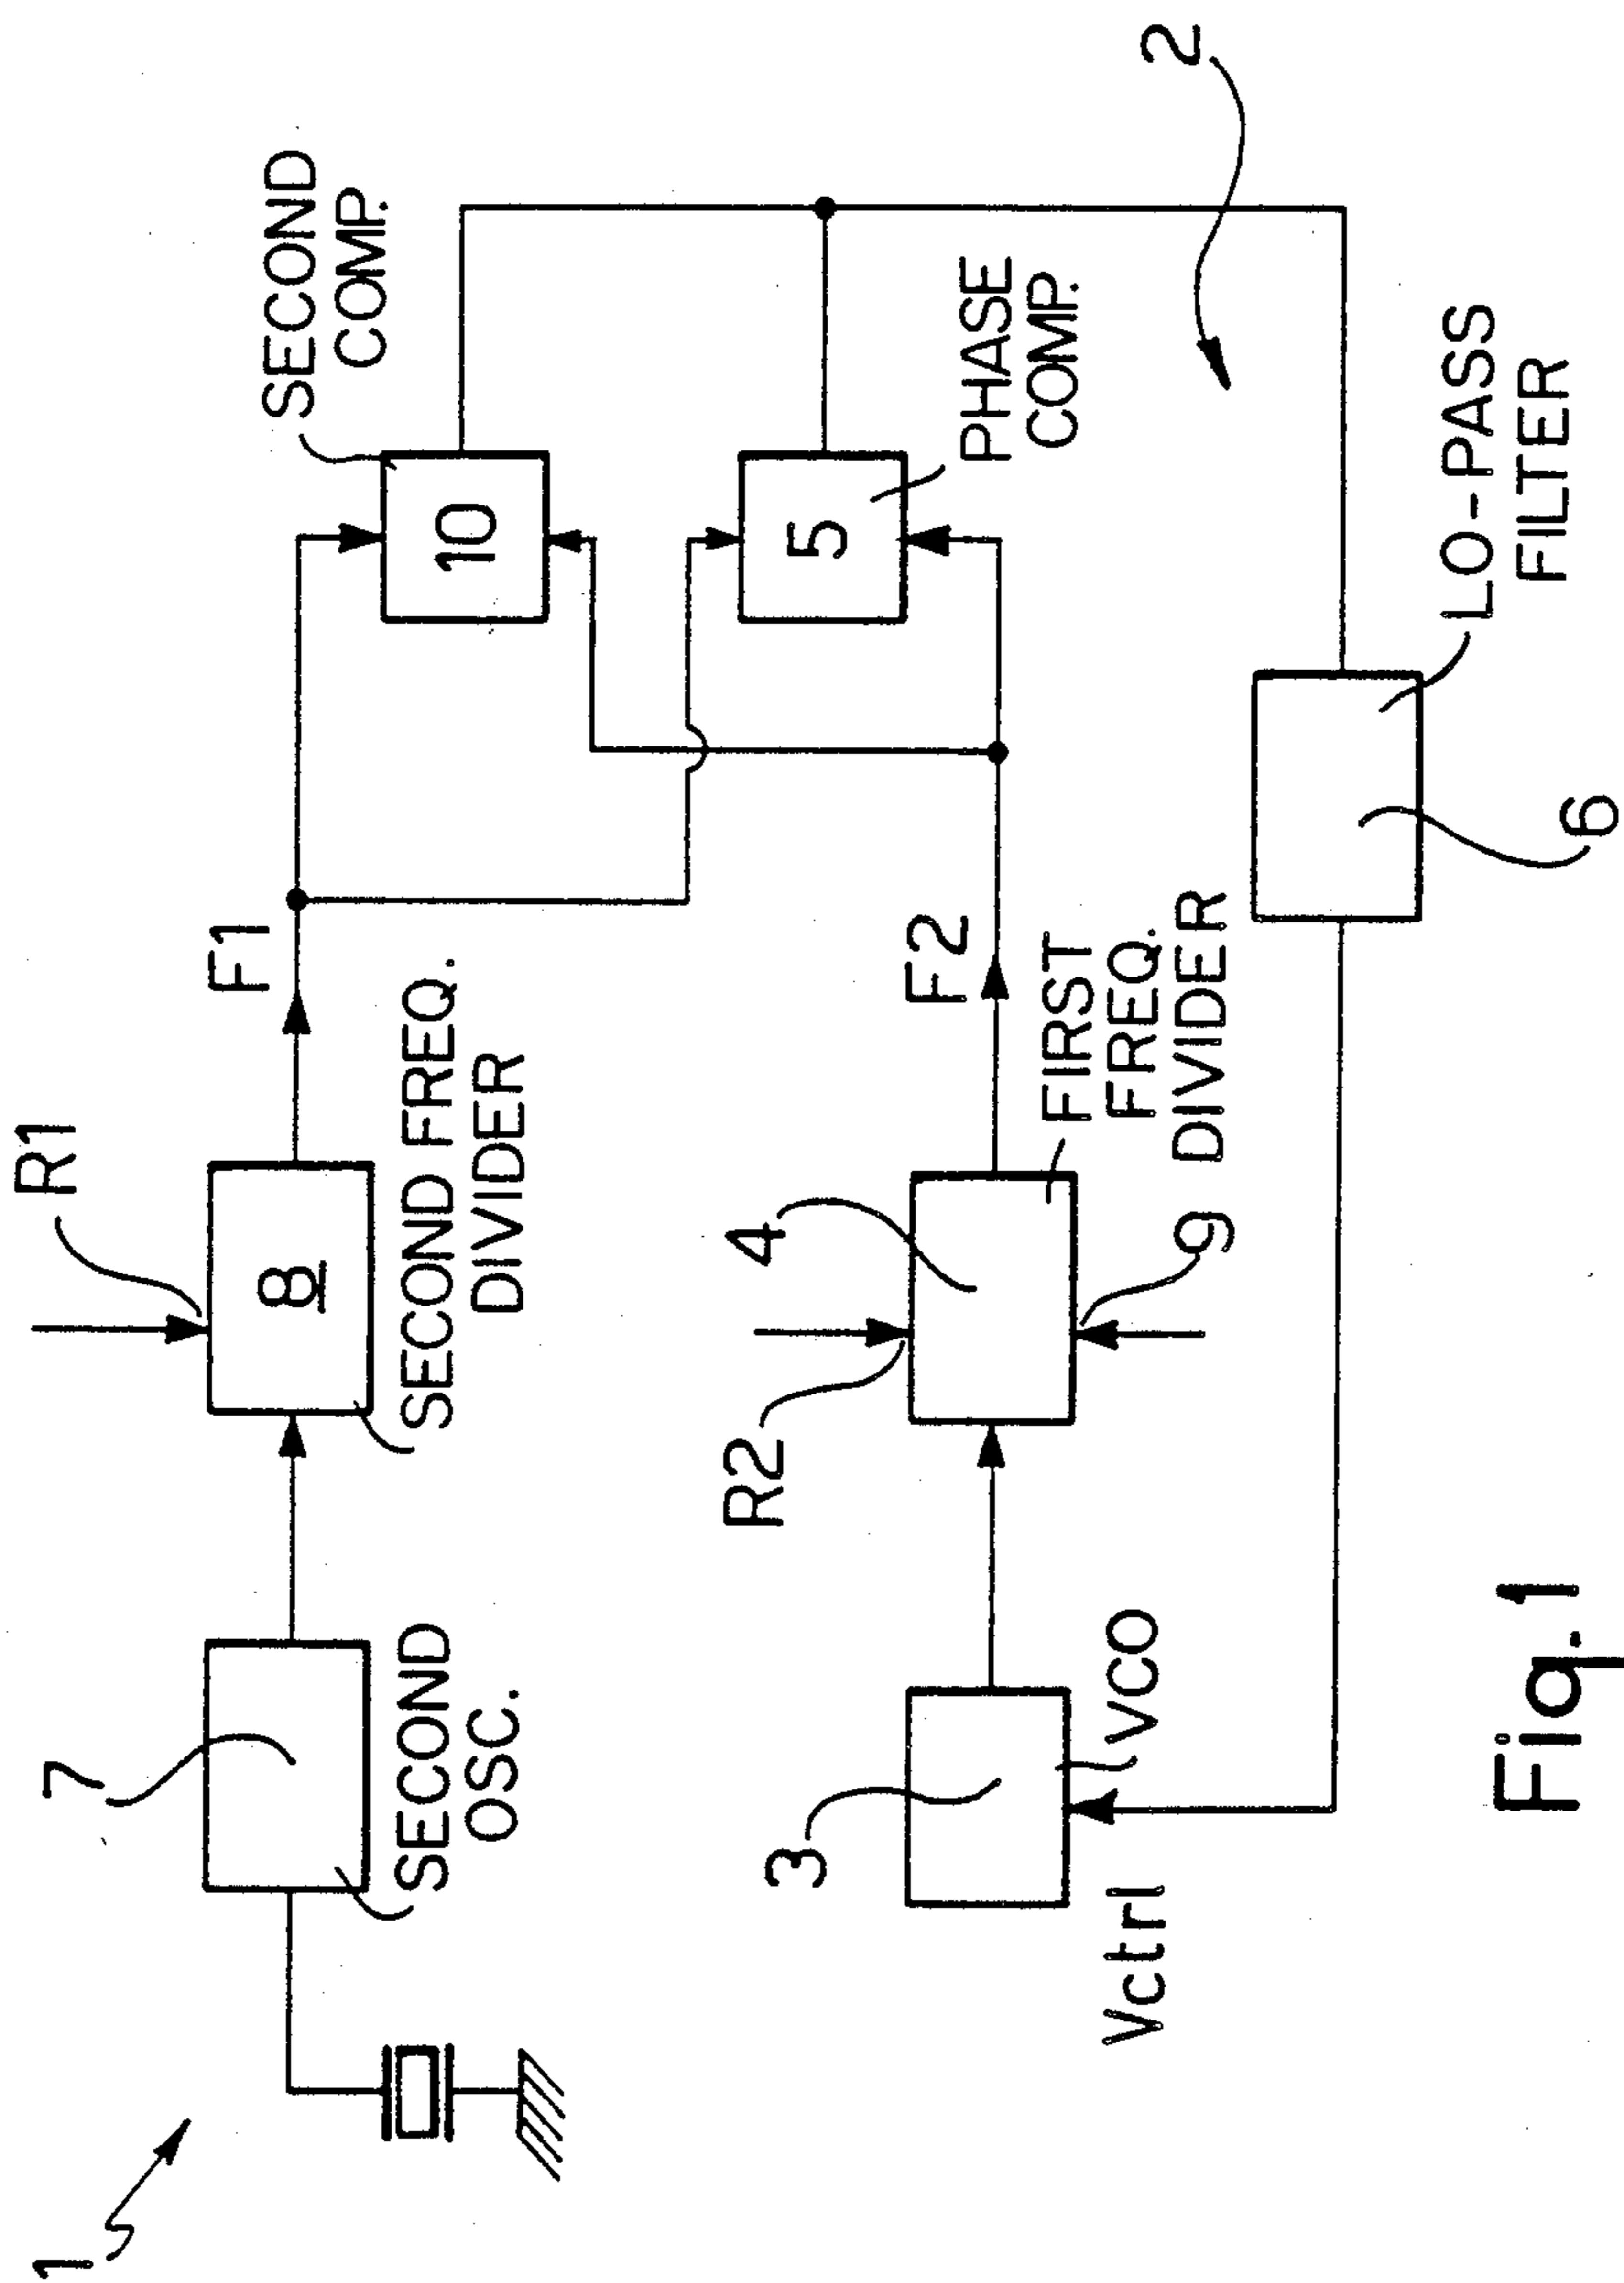 1
7
SECOND
OSC.
R1
8
SECOND FREQ.
DIVIDER
F1
SECOND
COMP.
10
3
VCO
Vctrl
R2
4
9
FIRST
FREQ.
DIVIDER
F2
5
PHASE
COMP.
2
6
LO-PASS
FILTER
Fig.1